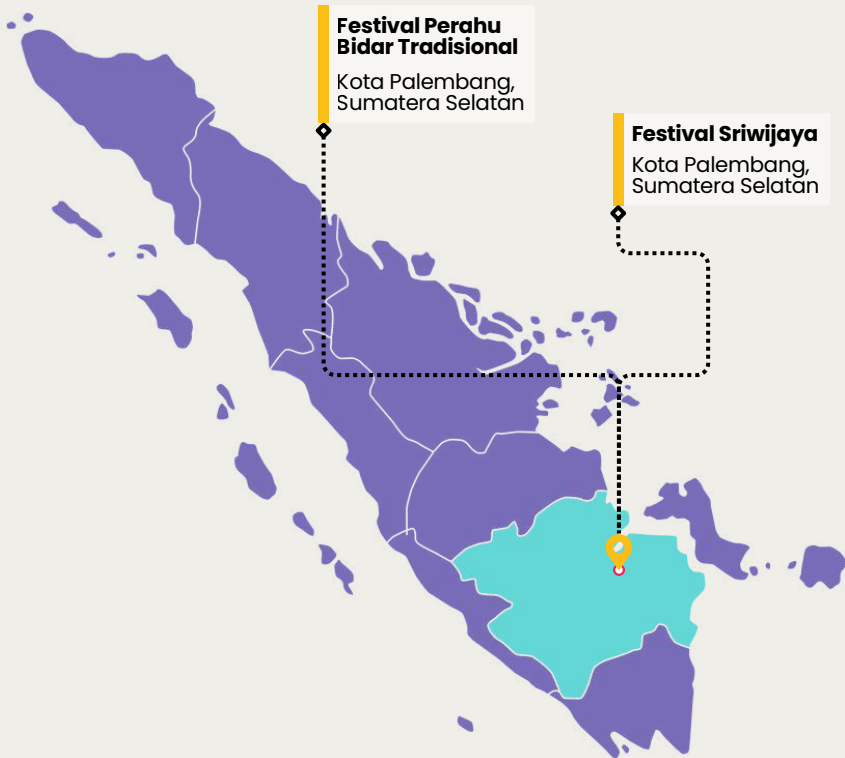 Festival Perahu
Bidar Tradisional
Kota Palembang,
Sumatera Selatan
Festival Sriwijaya
Kota Palembang,
Sumatera Selatan